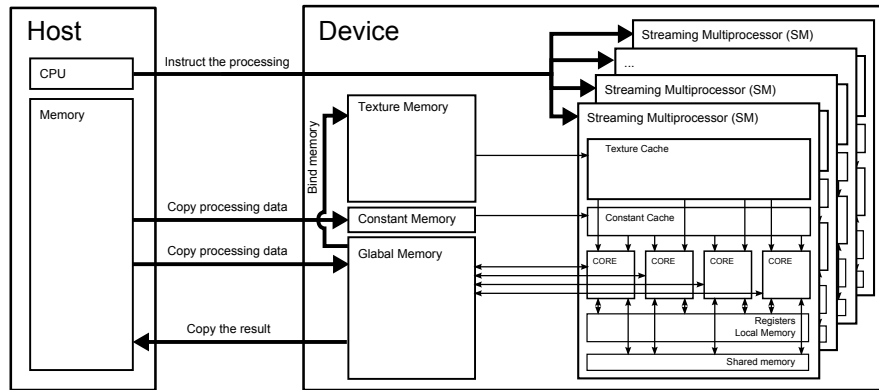 Host
Device
Streaming Multiprocessor (SM)
CPU
Instruct the processing
...
Streaming Multiprocessor (SM)
Memory
Texture Memory
Streaming Multiprocessor (SM)
Bind memory
Texture Cache
Copy processing data
Constant Memory
Constant Cache
Copy processing data
Global Memory
CORE
CORE
CORE
CORE
Copy the result
Registers
Local Memory
Shared memory